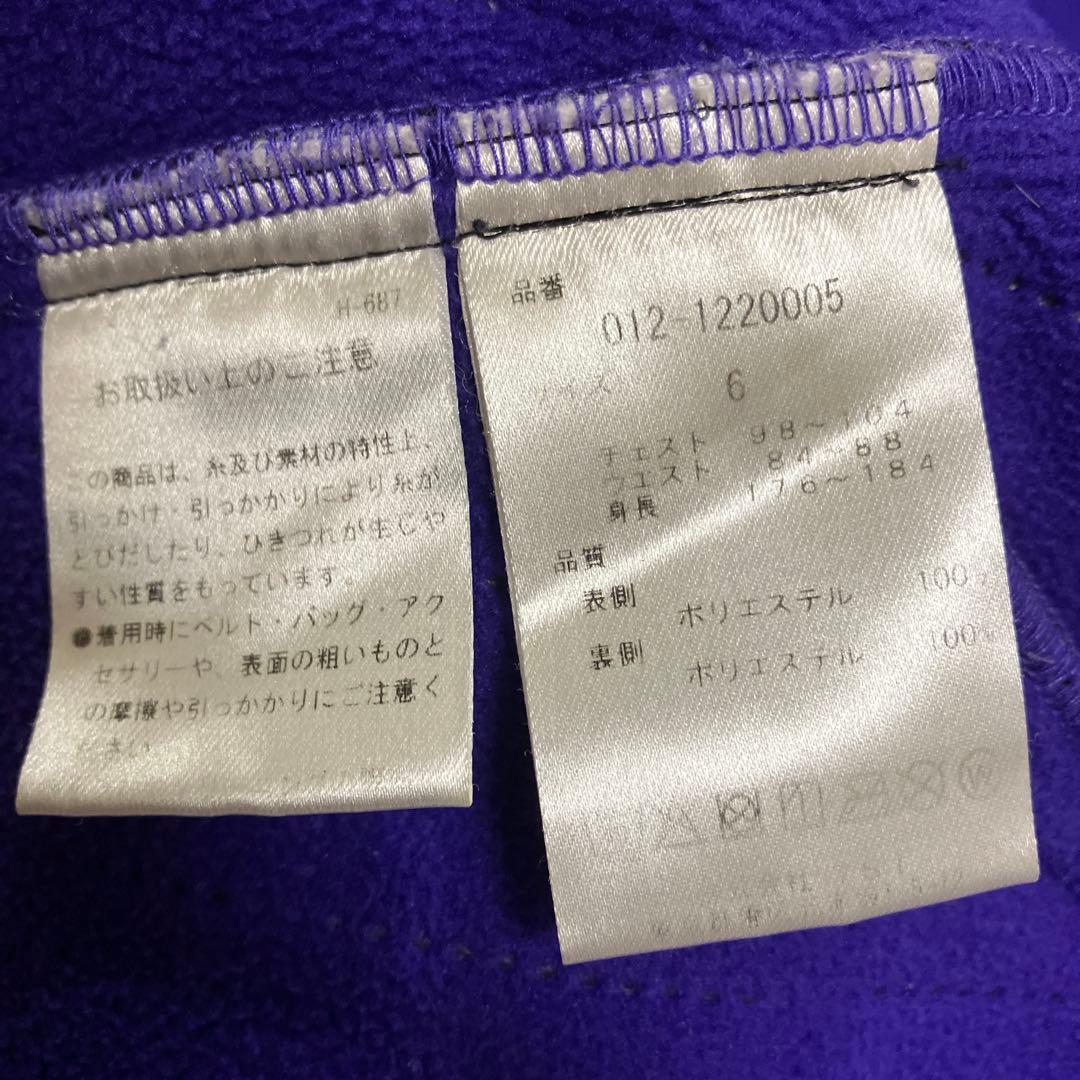 H-687
お取扱い上のご注意
この商品は、糸及び素材の特性上、
引っかけ・引っかかりにより糸が
とびだしたり、ひきつれが生じや
すい性質をもっています。
●着用時にベルト・バッグ・アク
セサリーや、表面の粗いものと
の摩擦や引っかかりにご注意く
ださい
品番
012-1220005
サイズ 6
チェスト 98～104
ウエスト 84～88
身長 176～184
品質
表側 ポリエステル 100%
裏側 ポリエステル 100%